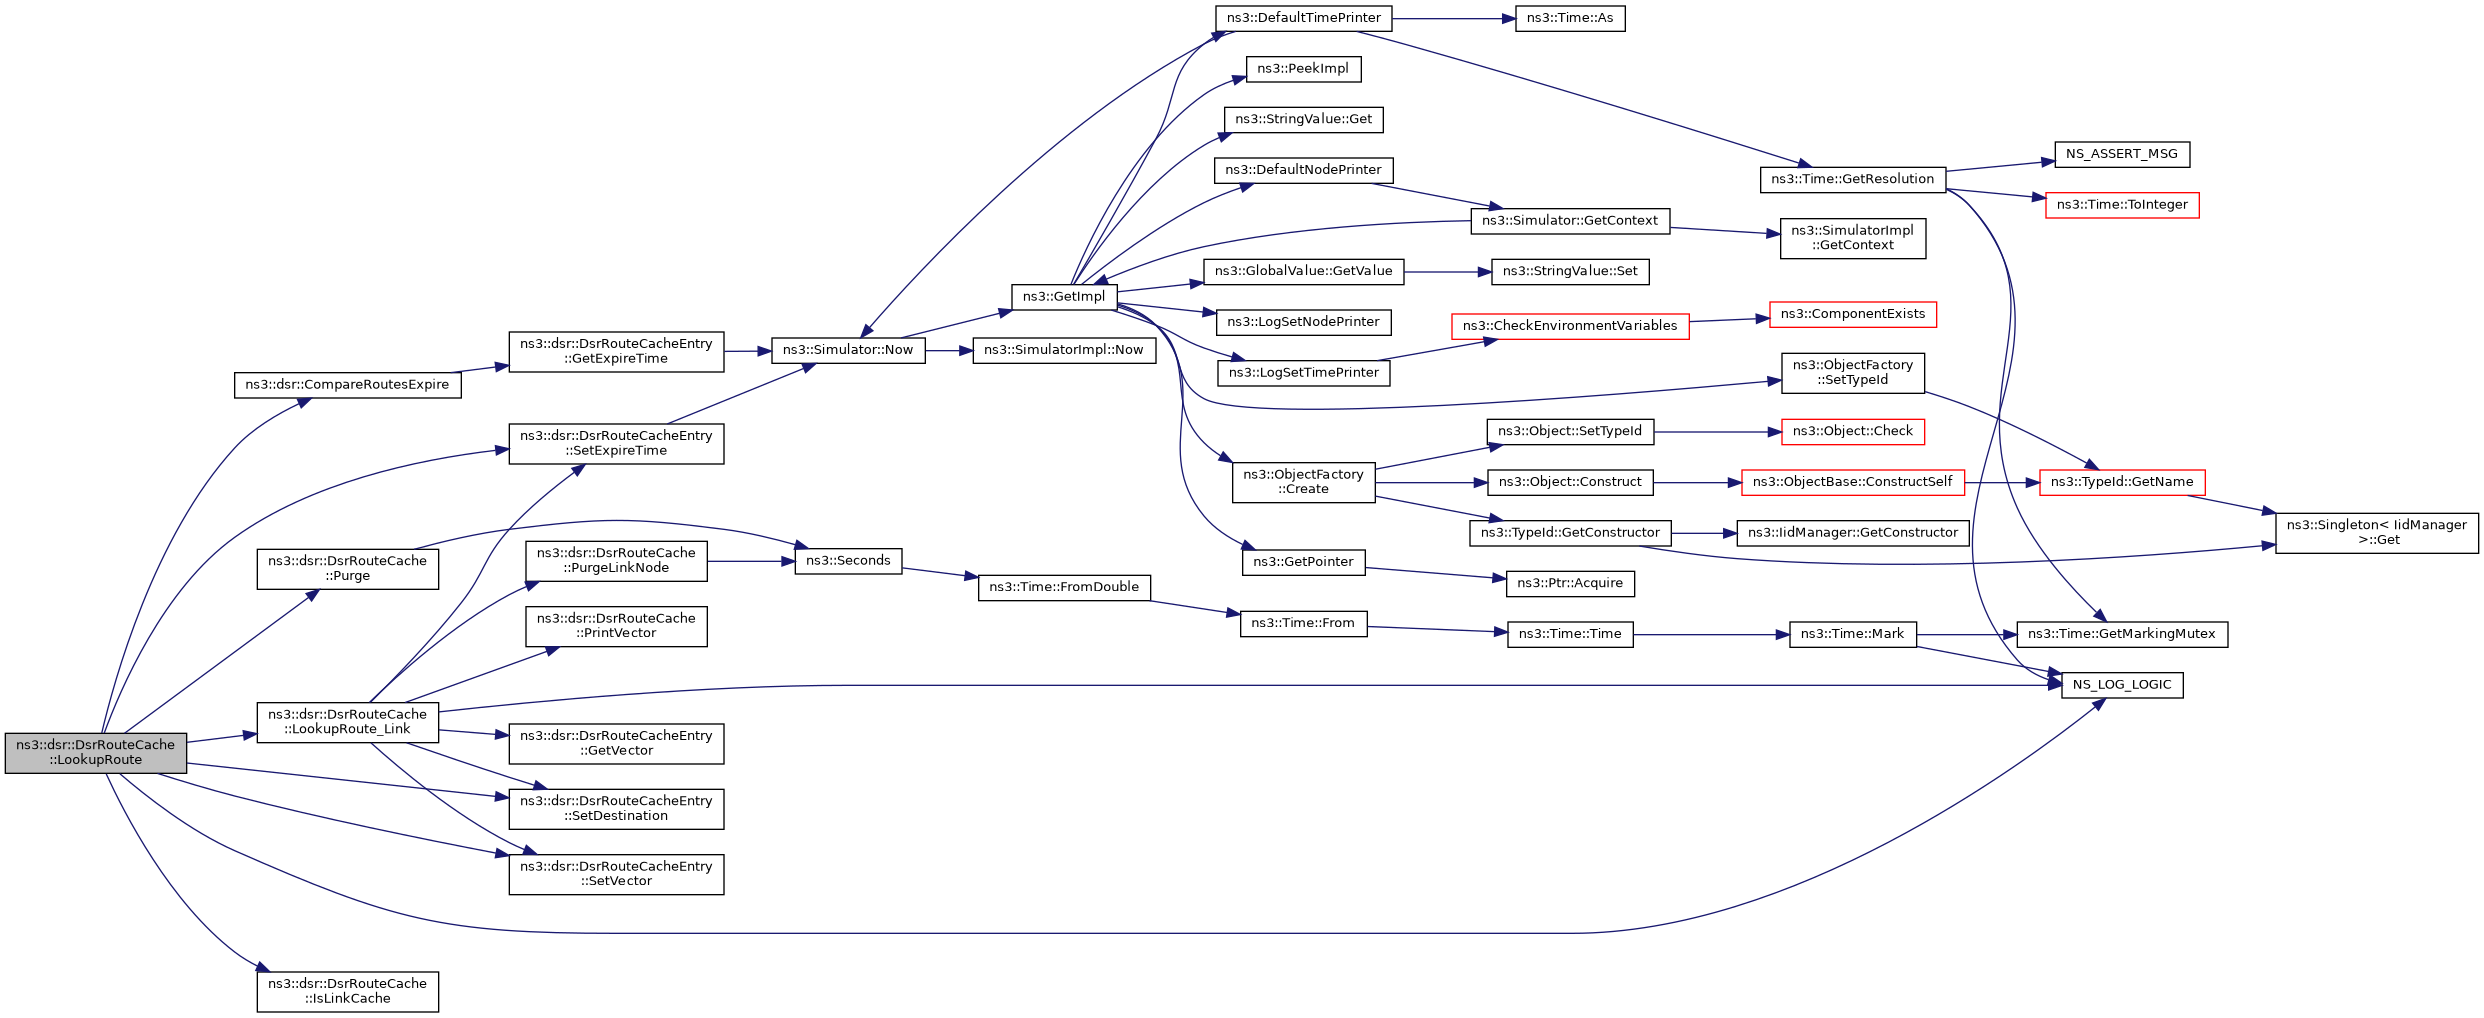 ns3::DefaultTimePrinter
ns3::Time::As
ns3::PeekImpl
ns3::StringValue::Get
NS_ASSERT_MSG
ns3::DefaultNodePrinter
ns3::Time::GetResolution
ns3::Time::ToInteger
ns3::Simulator::GetContext
ns3::SimulatorImpl
::GetContext
ns3::GlobalValue::GetValue
ns3::StringValue::Set
ns3::GetImpl
ns3::LogSetNodePrinter
ns3::CheckEnvironmentVariables
ns3::ComponentExists
ns3::dsr::DsrRouteCacheEntry
::GetExpireTime
ns3::Simulator::Now
ns3::SimulatorImpl::Now
ns3::LogSetTimePrinter
ns3::ObjectFactory
::SetTypeId
ns3::dsr::CompareRoutesExpire
ns3::dsr::DsrRouteCacheEntry
::SetExpireTime
ns3::Object::SetTypeId
ns3::Object::Check
ns3::ObjectFactory
::Create
ns3::Object::Construct
ns3::ObjectBase::ConstructSelf
ns3::TypeId::GetName
ns3::TypeId::GetConstructor
ns3::IidManager::GetConstructor
ns3::Singleton< IidManager
>::Get
ns3::dsr::DsrRouteCache
::Purge
ns3::dsr::DsrRouteCache
::PurgeLinkNode
ns3::Seconds
ns3::GetPointer
ns3::Ptr::Acquire
ns3::Time::FromDouble
ns3::dsr::DsrRouteCache
::PrintVector
ns3::Time::From
ns3::Time::Time
ns3::Time::Mark
ns3::Time::GetMarkingMutex
NS_LOG_LOGIC
ns3::dsr::DsrRouteCache
::LookupRoute_Link
ns3::dsr::DsrRouteCache
::LookupRoute
ns3::dsr::DsrRouteCacheEntry
::GetVector
ns3::dsr::DsrRouteCacheEntry
::SetDestination
ns3::dsr::DsrRouteCacheEntry
::SetVector
ns3::dsr::DsrRouteCache
::IsLinkCache